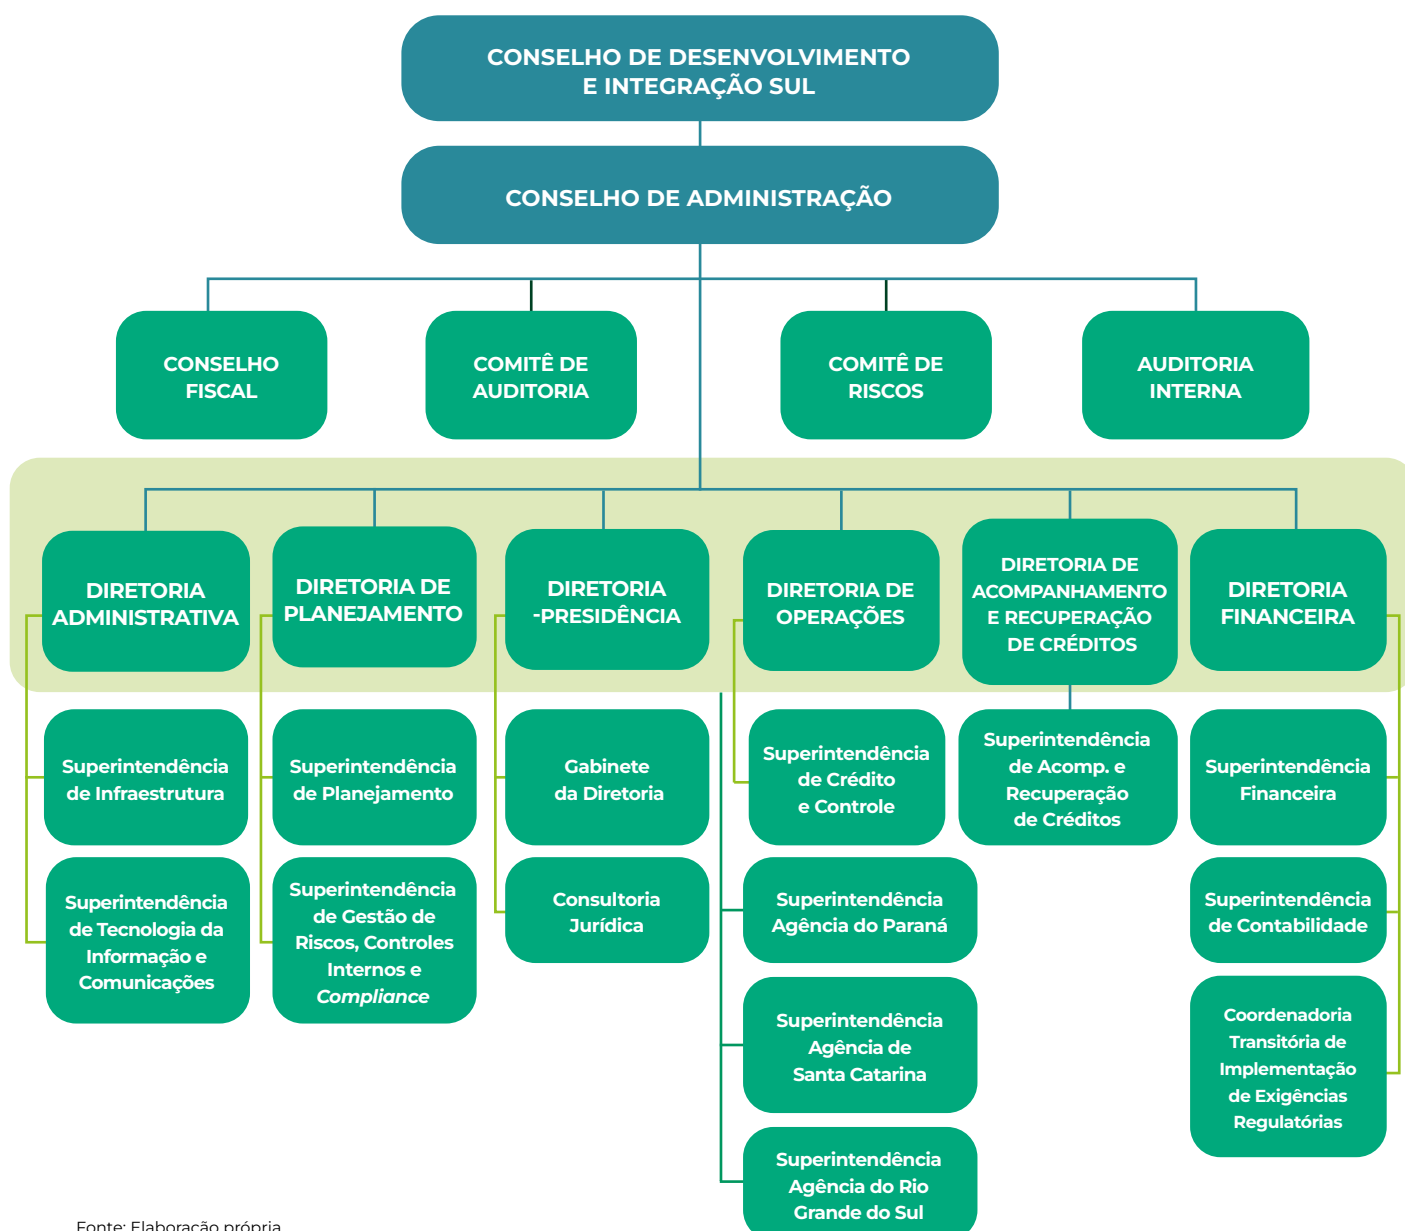 CONSELHO DE DESENVOLVIMENTO
E INTEGRAÇÃO SUL
CONSELHO DE ADMINISTRAÇÃO
CONSELHO
FISCAL
COMITÊ DE
AUDITORIA
COMITÊ DE
RISCOS
AUDITORIA
INTERNA
DIRETORIA
ADMINISTRATIVA
DIRETORIA DE
PLANEJAMENTO
DIRETORIA
-PRESIDÊNCIA
DIRETORIA DE
OPERAÇÕES
DIRETORIA DE
ACOMPANHAMENTO
E RECUPERAÇÃO
DE CRÉDITOS
DIRETORIA
FINANCEIRA
Superintendência
de Infraestrutura
Superintendência
de Planejamento
Gabinete
da Diretoria
Superintendência
de Crédito
e Controle
Superintendência
de Acomp. e
Recuperação
de Créditos
Superintendência
Financeira
Superintendência
de Tecnologia da
Informação e
Comunicações
Superintendência
de Gestão de
Riscos, Controles
Internos e
Compliance
Consultoria
Jurídica
Superintendência
Agência do Paraná
Superintendência
de Contabilidade
Superintendência
Agência de
Santa Catarina
Coordenadoria
Transitória de
Implementação
de Exigências
Regulatórias
Superintendência
Agência do Rio
Grande do Sul
Fonte: Elaboração própria